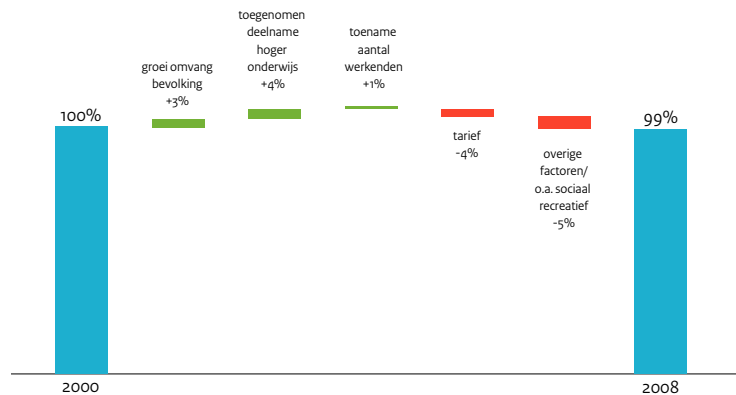 100%
groei omvang
bevolking
+3%
toegenomen
deelname
hoger
onderwijs
+4%
toename
aantal
werkenden
+1%
tarief
-4%
overige
factoren/
o.a. sociaal
recreatief
-5%
99%
2000
2008